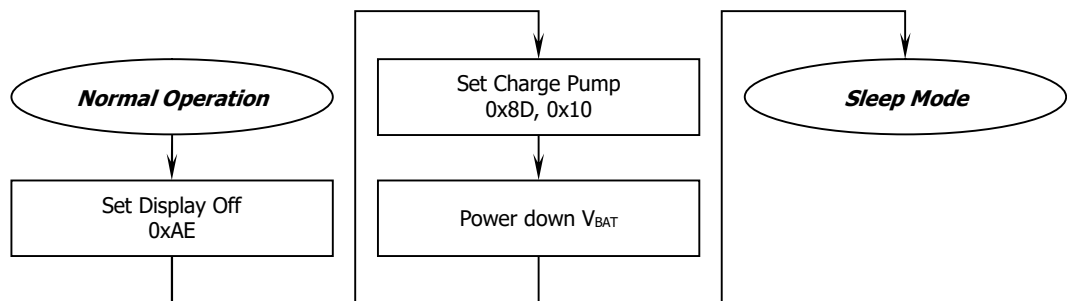 Normal Operation
Set Display Off
0xAE
Set Charge Pump
0x8D, 0x10
Power down VBAT
Sleep Mode